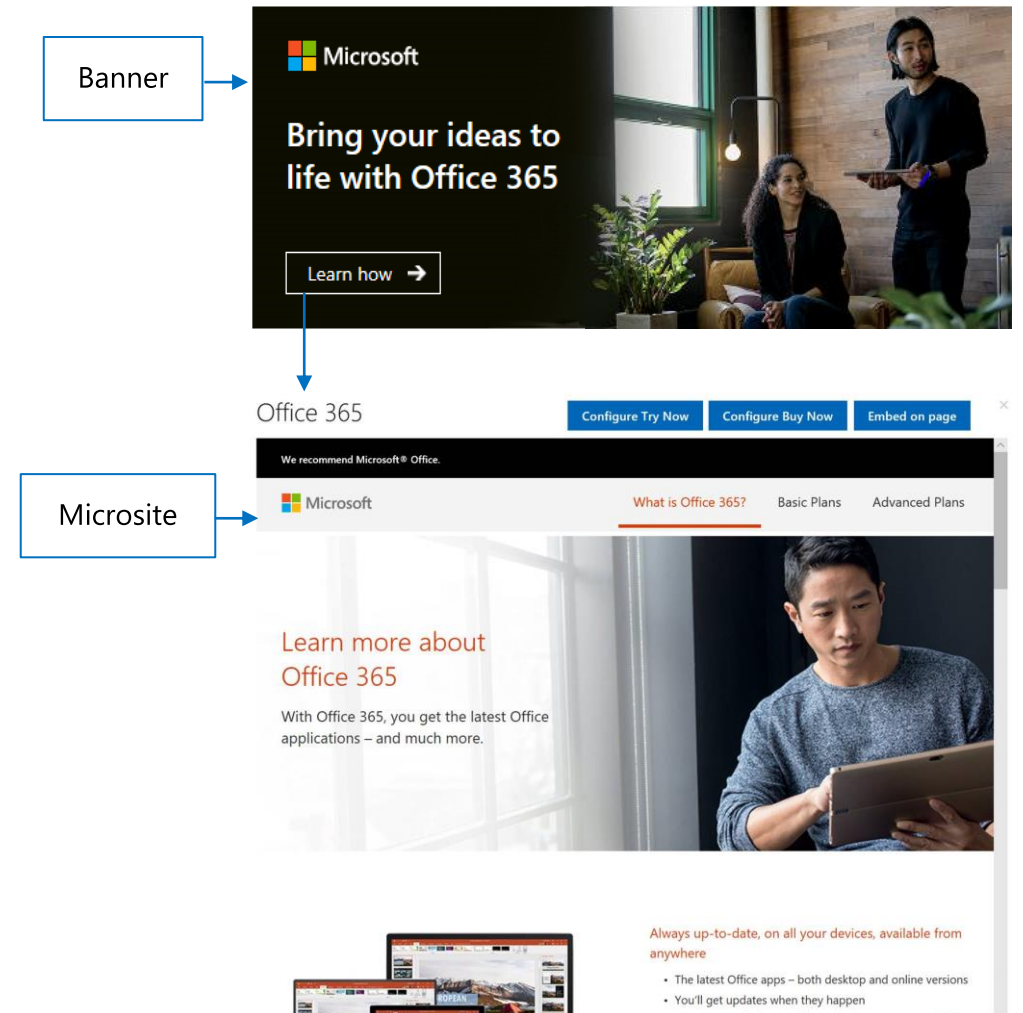 Banner
Microsoft
Bring your ideas to
life with Office 365
Learn how
Office 365
Configure Try Now
Configure Buy Now
Embed on page
We recommend Microsoft® Office.
Microsite
Microsoft
What is Office 365?
Basic Plans
Advanced Plans
Learn more about
Office 365
With Office 365, you get the latest Office
applications – and much more.
Always up-to-date, on all your devices, available from
anywhere
• The latest Office apps – both desktop and online versions
• You'll get updates when they happen